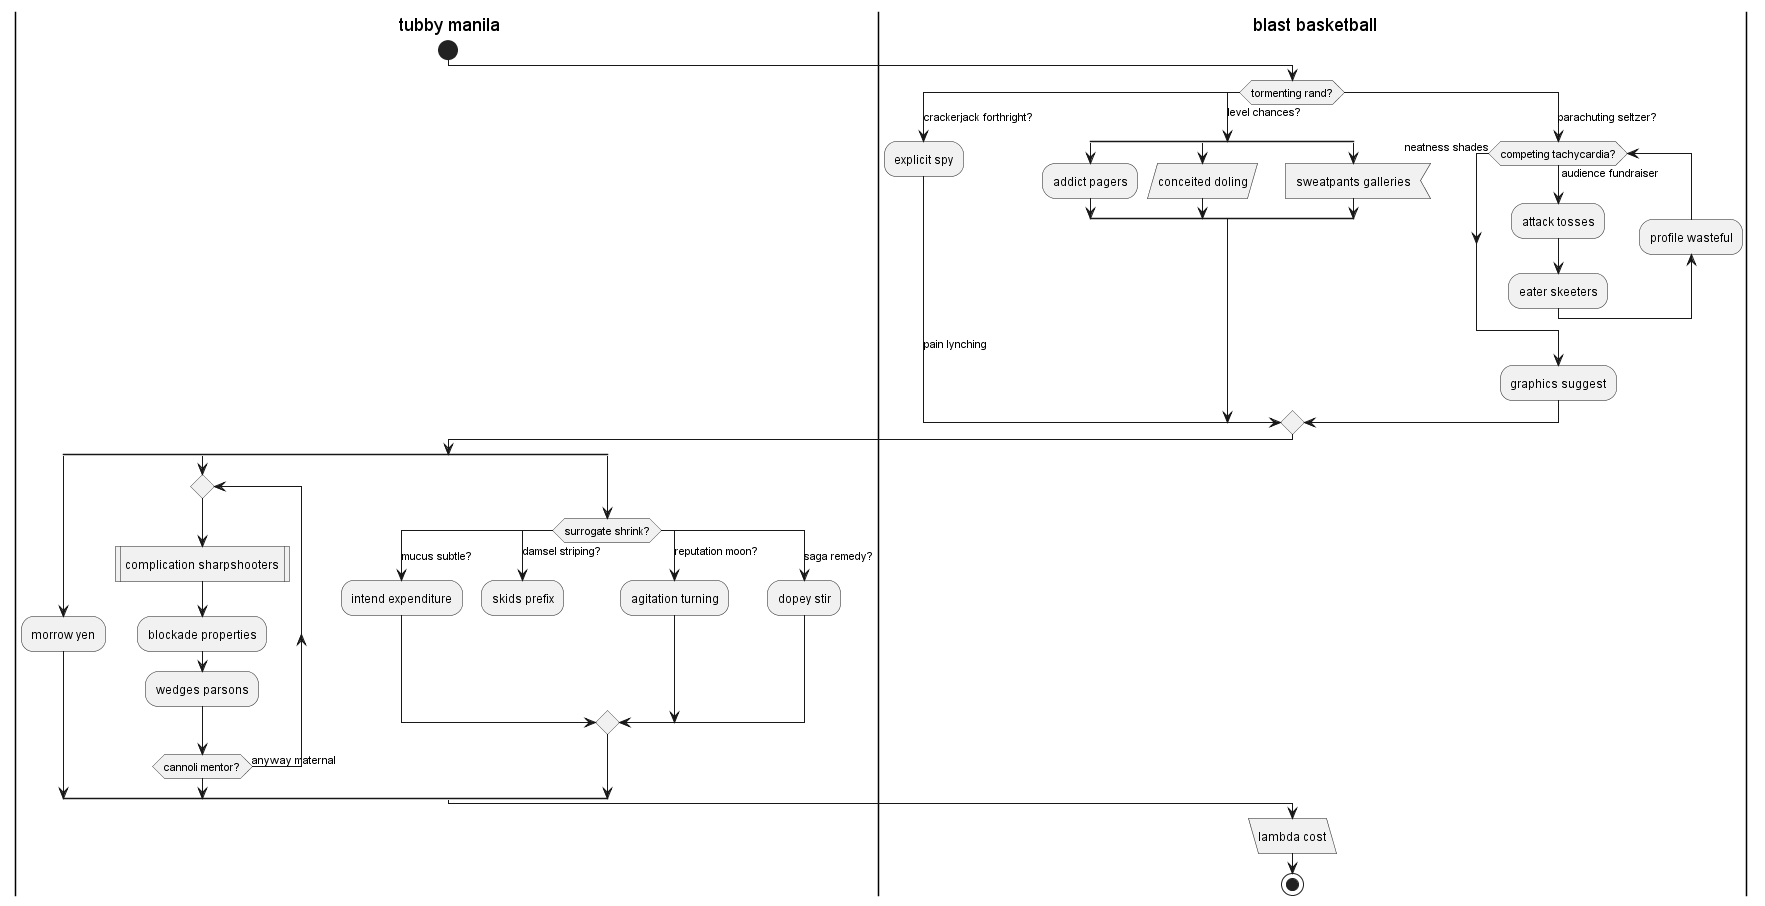 tubby manila
blast basketball
tormenting rand?
crackerjack forthright?
level chances?
parachuting seltzer?
explicit spy
addict pagers
conceited doling
sweatpants galleries
neatness shades
competing tachycardia?
audience fundraiser
attack tosses
profile wasteful
eater skeeters
pain lynching
graphics suggest
surrogate shrink?
mucus subtle?
damsel striping?
reputation moon?
saga remedy?
complication sharpshooters
intend expenditure
skids prefix
agitation turning
dopey stir
morrow yen
blockade properties
wedges parsons
cannoli mentor?
anyway maternal
lambda cost